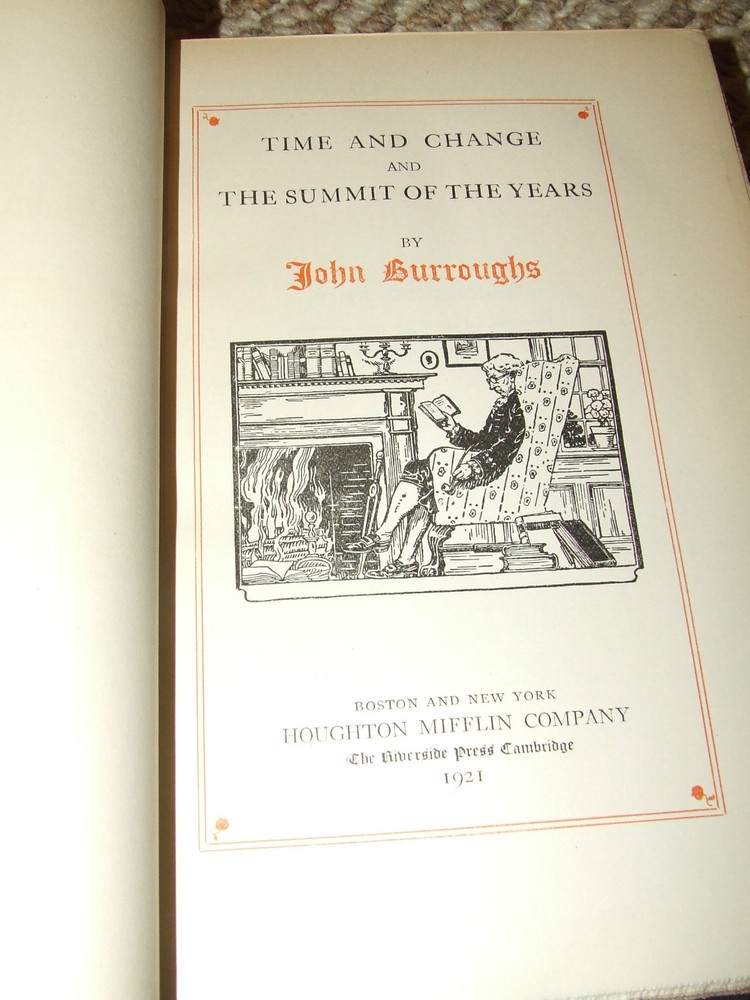 TIME AND CHANGE
AND
THE SUMMIT OF THE YEARS
BY
John Burroughs
BOSTON AND NEW YORK
HOUGHTON MIFFLIN COMPANY
The Riverside Press Cambridge
1921